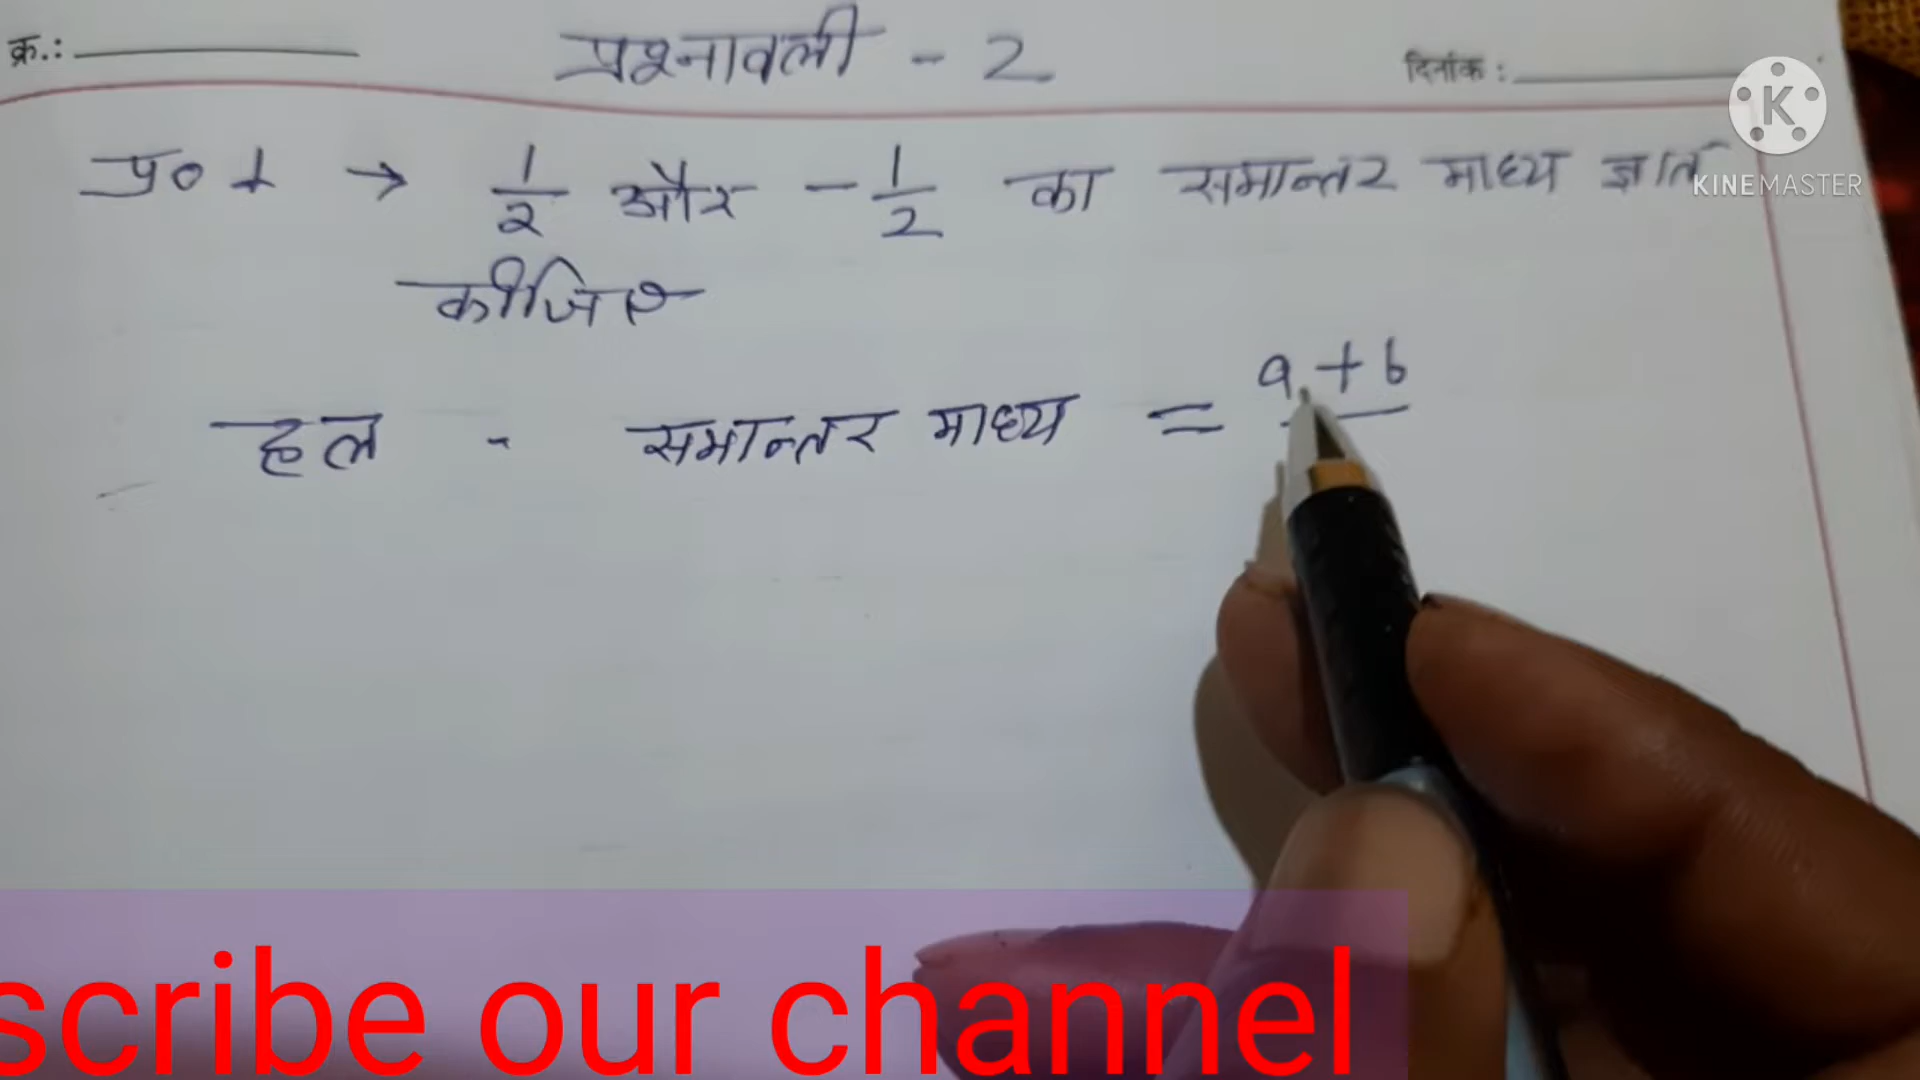 क्र.: प्रश्नावली - 2 दिनांक :
K
KINEMASTER
प्र० 1 → 1/2 और - 1/2 का समान्तर माध्य ज्ञात
कीजिए
हल - समान्तर माध्य = a + b
scribe our channel